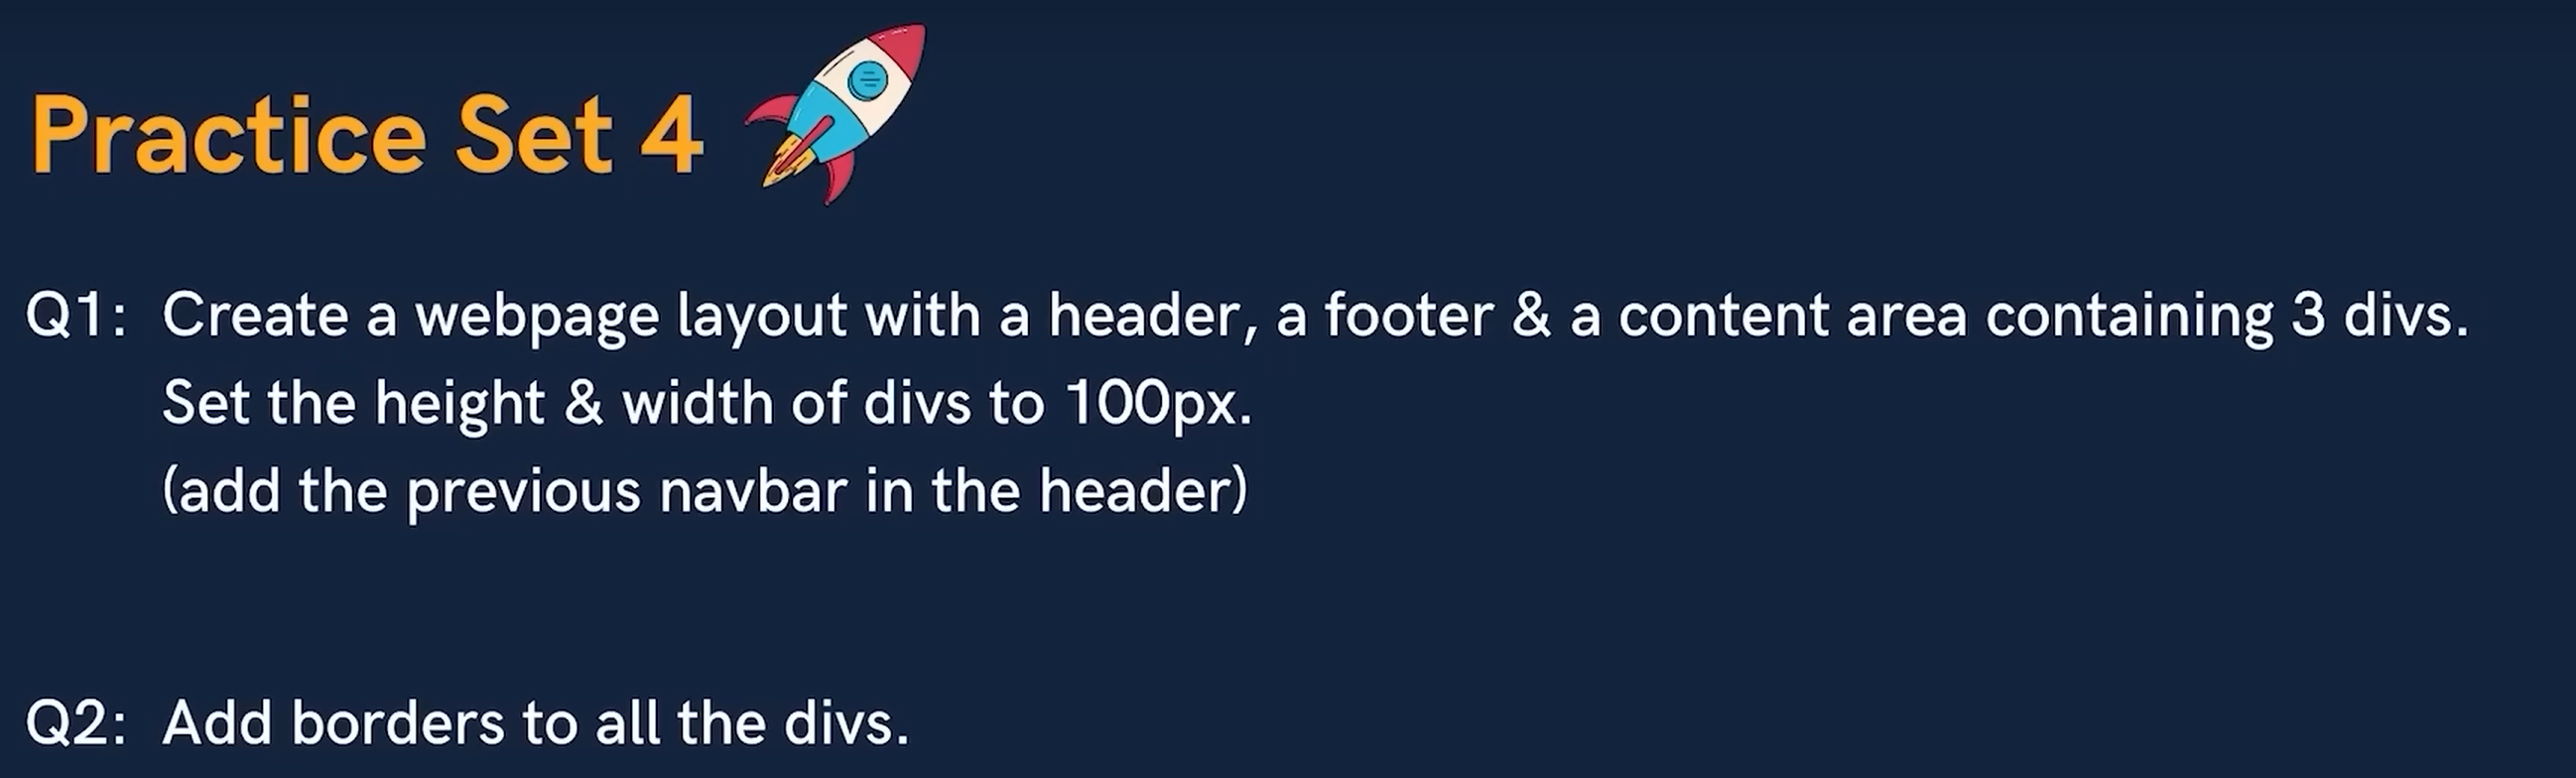 Practice Set 4
Q1: Create a webpage layout with a header, a footer & a content area containing 3 divs.
Set the height & width of divs to 100px.
(add the previous navbar in the header)
Q2: Add borders to all the divs.